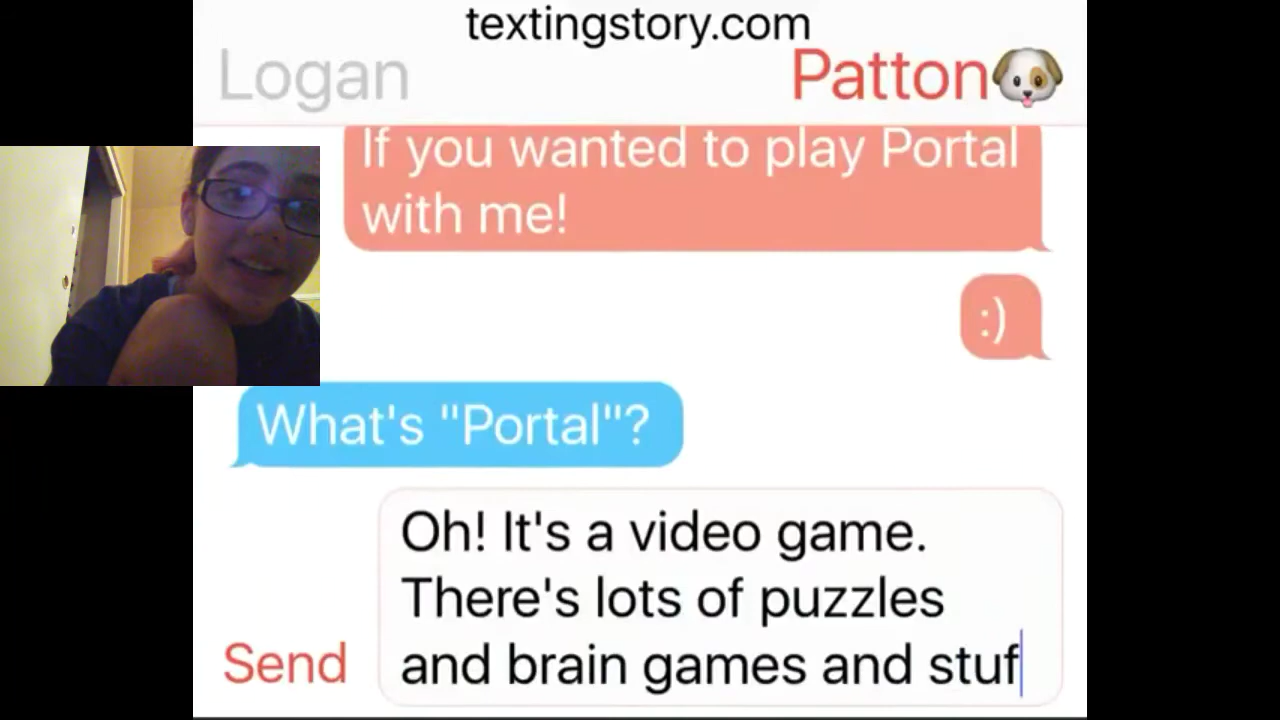 textingstory.com
Logan
Patton🐶
If you wanted to play Portal
with me!
:)
What's "Portal"?
Oh! It's a video game.
There's lots of puzzles
and brain games and stuf
Send